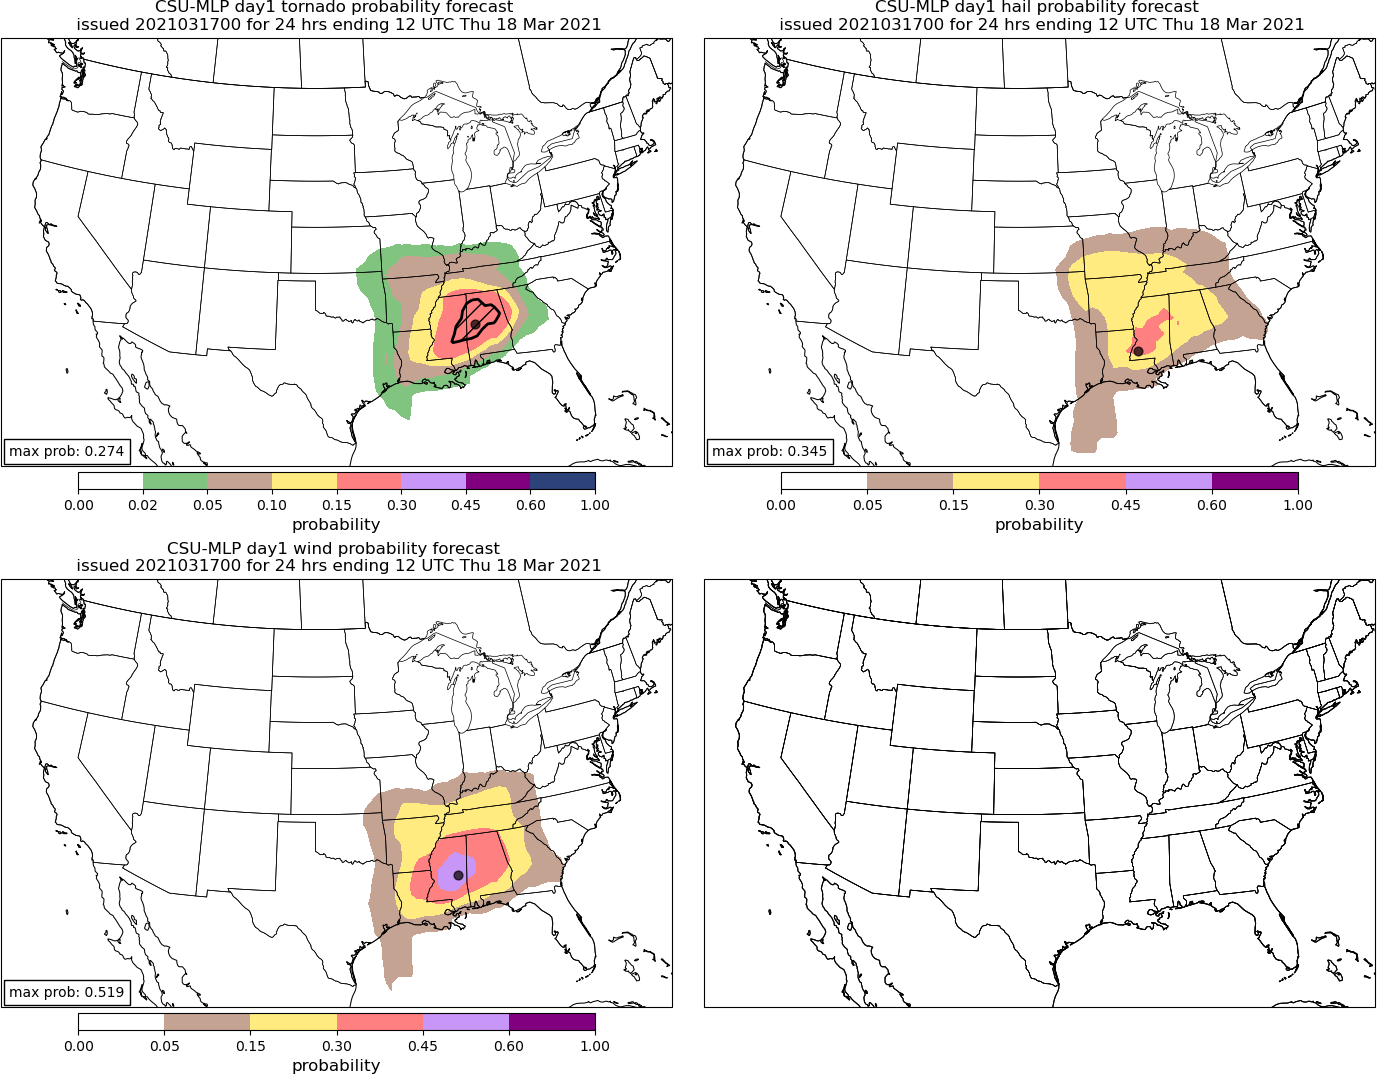 CSU-MLP day1 tornado probability forecast
issued 2021031700 for 24 hrs ending 12 UTC Thu 18 Mar 2021
max prob: 0.274
0.00 0.02 0.05 0.10 0.15 0.30 0.45 0.60 1.00
probability
CSU-MLP day1 hail probability forecast
issued 2021031700 for 24 hrs ending 12 UTC Thu 18 Mar 2021
max prob: 0.345
0.00 0.05 0.15 0.30 0.45 0.60 1.00
probability
CSU-MLP day1 wind probability forecast
issued 2021031700 for 24 hrs ending 12 UTC Thu 18 Mar 2021
max prob: 0.519
0.00 0.05 0.15 0.30 0.45 0.60 1.00
probability